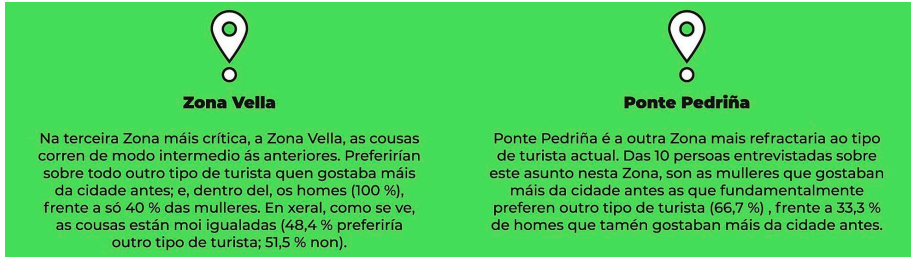 Zona Vella
Na terceira Zona máis crítica, a Zona Vella, as cousas
corren de modo intermedio ás anteriores. Preferirían
sobre todo outro tipo de turista quen gostaba máis
da cidade antes; e, dentro del, os homes (100 %),
frente a só 40 % das mulleres. En xeral, como se ve,
as cousas están moi igualadas (48,4 % preferiría
outro tipo de turista; 51,5 % non).
Ponte Pedriña
Ponte Pedriña é a outra Zona mais refractaria ao tipo
de turista actual. Das 10 persoas entrevistadas sobre
este asunto nesta Zona, son as mulleres que gostaban
máis da cidade antes as que fundamentalmente
preferen outro tipo de turista (66,7 %) , frente a 33,3 %
de homes que tamén gostaban máis da cidade antes.